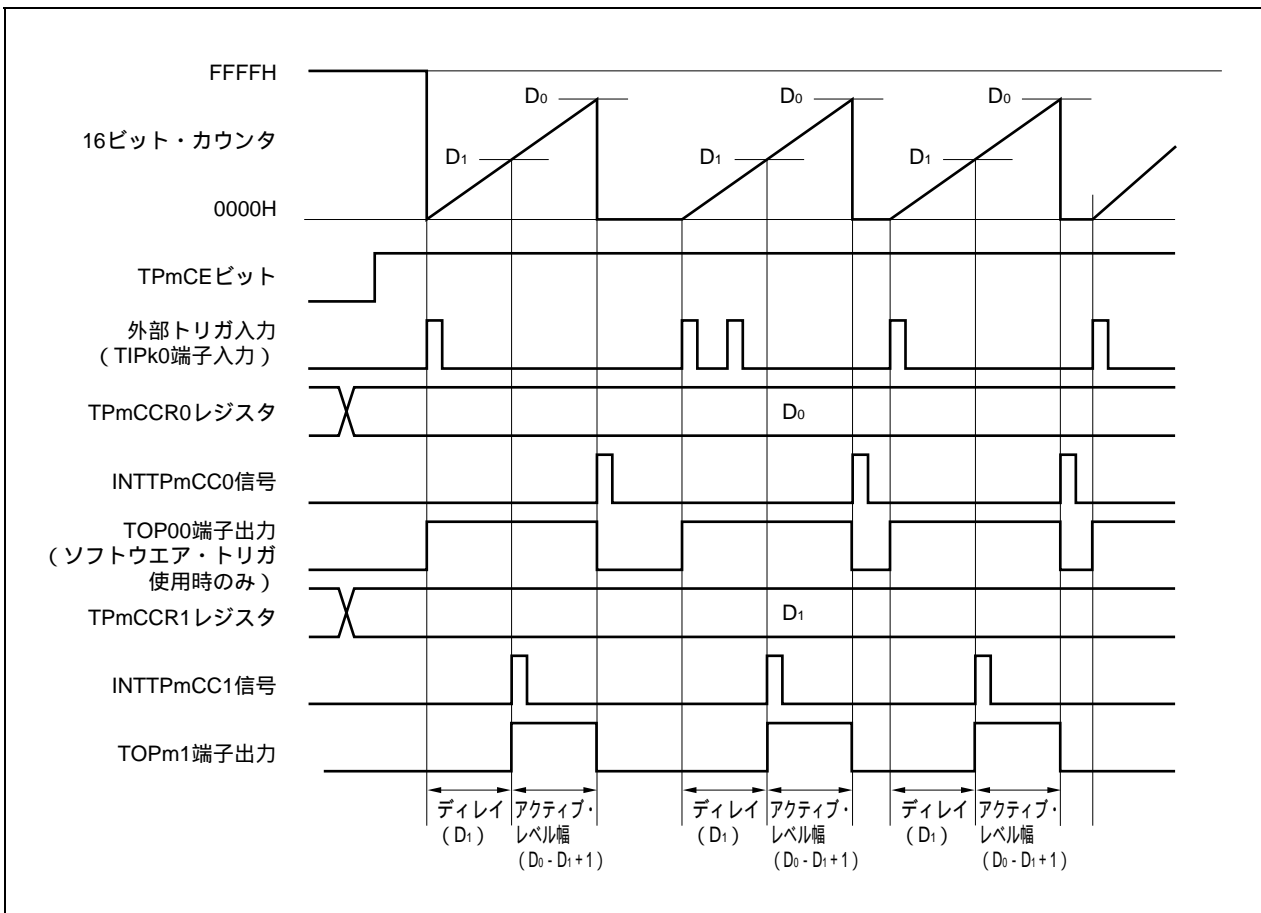 FFFFH
D0
D0
D0
16ビット・カウンタ
D1
D1
D1
0000H
TPmCEビット
外部トリガ入力
（TIPk0端子入力）
TPmCCR0レジスタ
D0
INTTPmCC0信号
TOP00端子出力
（ソフトウエア・トリガ
使用時のみ）
TPmCCR1レジスタ
D1
INTTPmCC1信号
TOPm1端子出力
ディレイ
（D1）
アクティブ・
レベル幅
（D0 - D1 + 1）
ディレイ
（D1）
アクティブ・
レベル幅
（D0 - D1 + 1）
ディレイ
（D1）
アクティブ・
レベル幅
（D0 - D1 + 1）